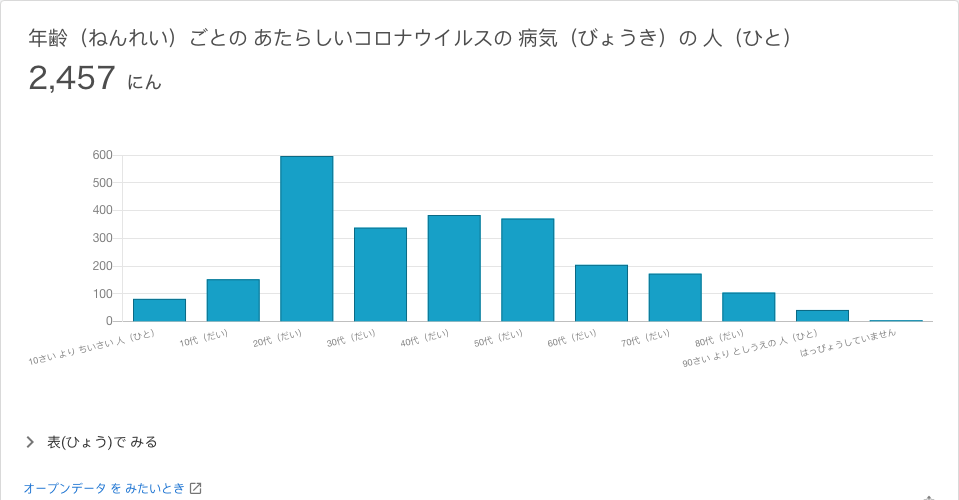 年齢（ねんれい）ごとの あたらしいコロナウイルスの 病気（びょうき）の 人（ひと）
2,457 にん
600
500
400
300
200
100
0
10さい より ちいさい 人（ひと）
10代（だい）
20代（だい）
30代（だい）
40代（だい）
50代（だい）
60代（だい）
70代（だい）
80代（だい）
90さい より としうえの 人（ひと）
はっぴょうしていません
表(ひょう)で みる
オープンデータ を みたいとき